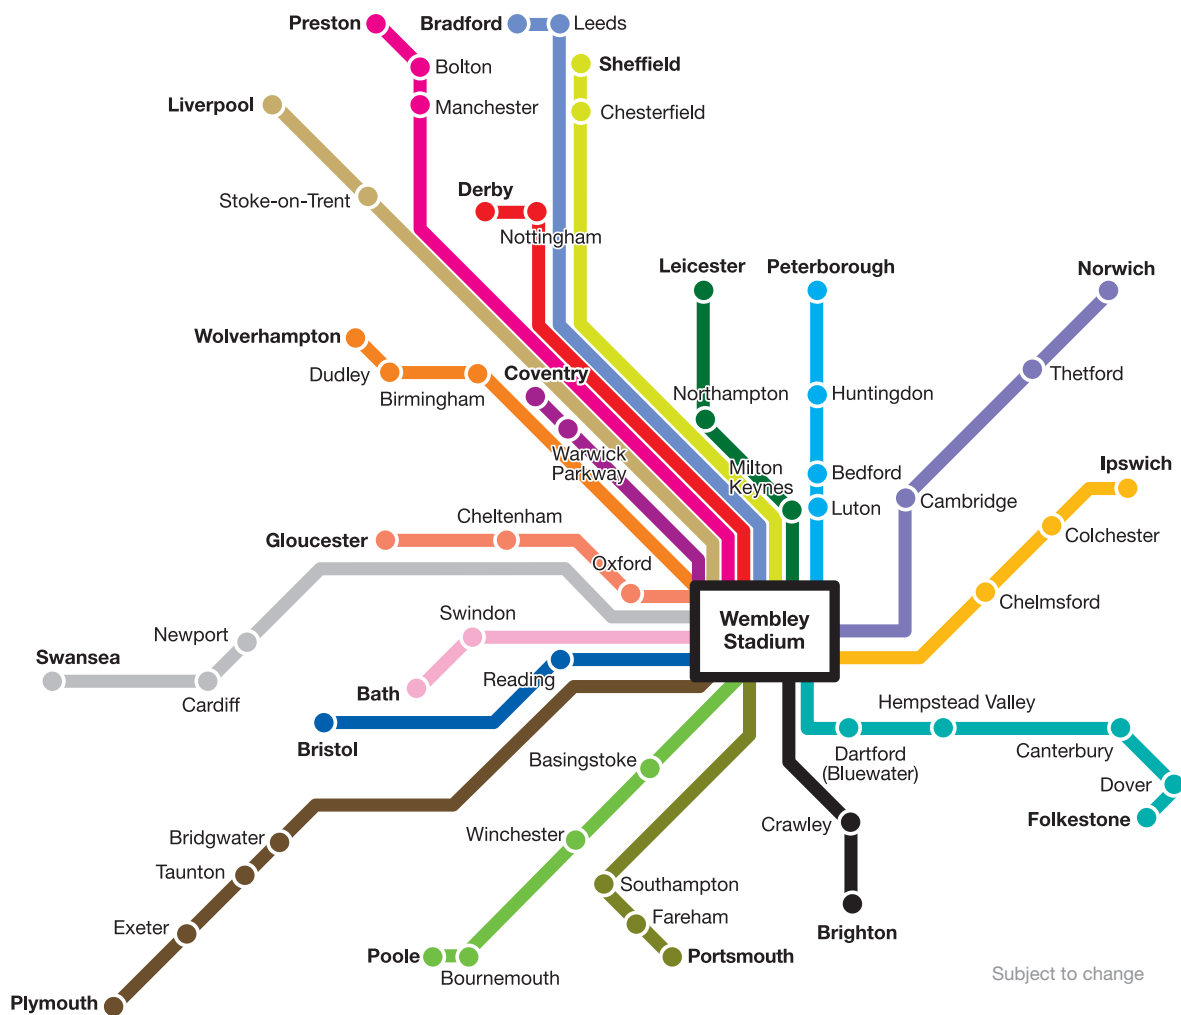 Preston
Bradford
Leeds
Bolton
Sheffield
Liverpool
Manchester
Chesterfield
Stoke-on-Trent
Derby
Nottingham
Leicester
Peterborough
Norwich
Wolverhampton
Dudley
Birmingham
Coventry
Warwick
Parkway
Northampton
Huntingdon
Thetford
Milton
Keynes
Bedford
Luton
Cambridge
Ipswich
Colchester
Chelmsford
Gloucester
Cheltenham
Oxford
Swindon
Newport
Swansea
Cardiff
Bath
Reading
Bristol
Wembley
Stadium
Hempstead Valley
Dartford
(Bluewater)
Canterbury
Dover
Folkestone
Basingstoke
Crawley
Winchester
Bridgwater
Taunton
Exeter
Plymouth
Southampton
Fareham
Portsmouth
Poole
Bournemouth
Brighton
Subject to change